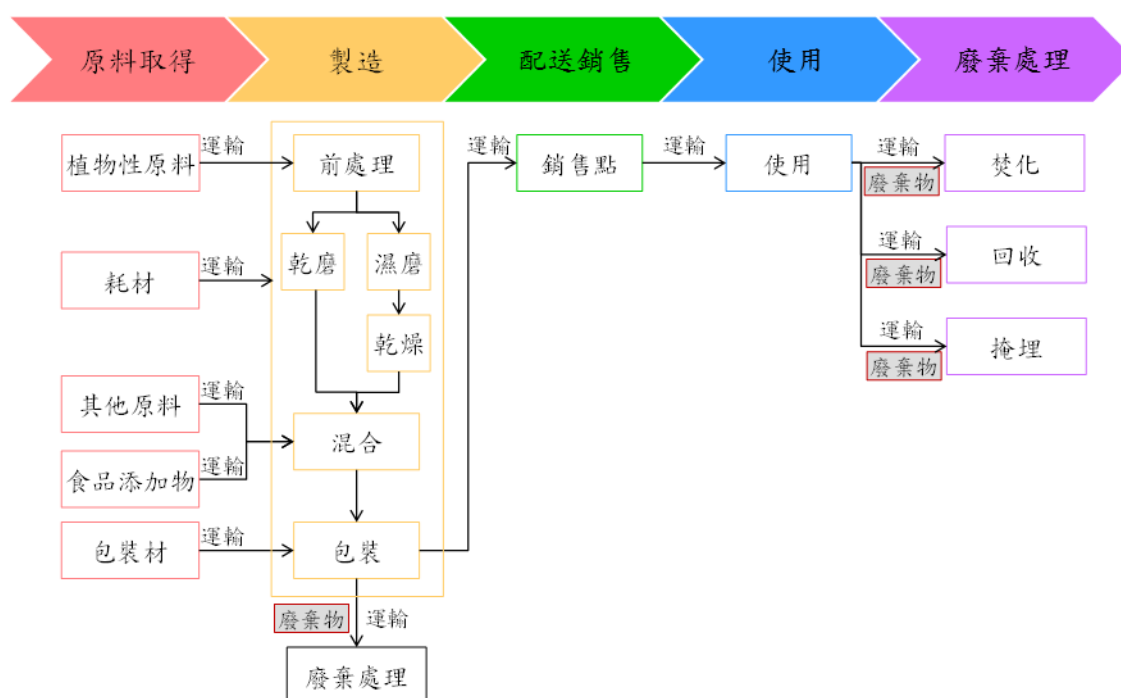 原料取得
製造
配送銷售
使用
廢棄處理
植物性原料
運輸
前處理
運輸
銷售點
運輸
使用
運輸
廢棄物
焚化
耗材
運輸
乾磨
濕磨
運輸
廢棄物
回收
乾燥
運輸
廢棄物
掩埋
其他原料
運輸
混合
食品添加物
運輸
包裝材
運輸
包裝
廢棄物
運輸
廢棄處理